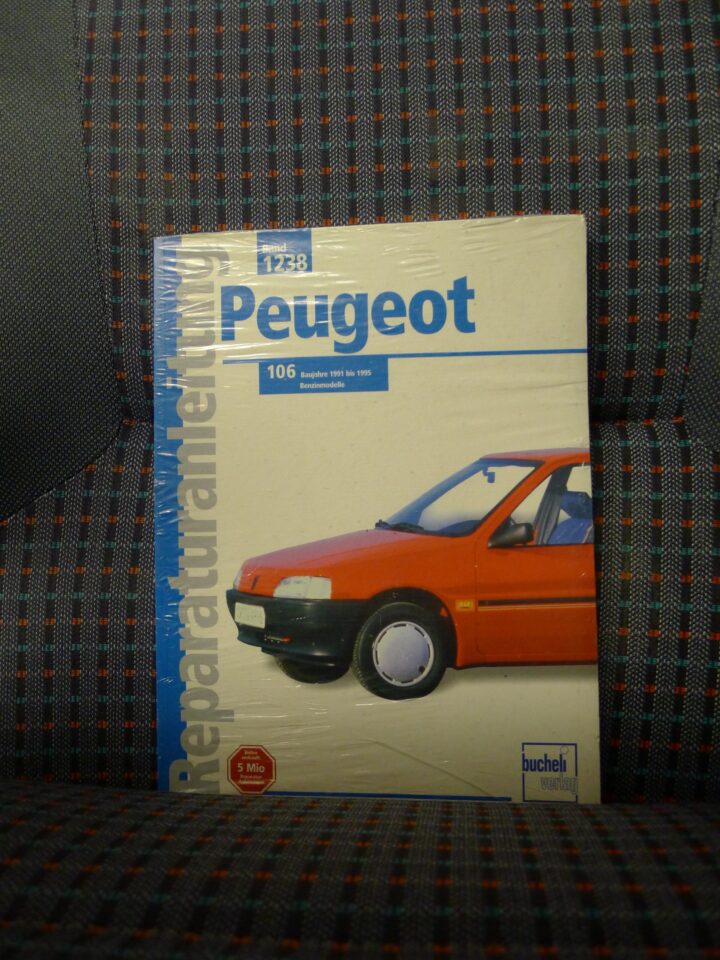 Band
1238
Peugeot
106 Baujahre 1991 bis 1995
Benzinmodelle
Reparaturanleitung
5 Mio
bucheli
verlag